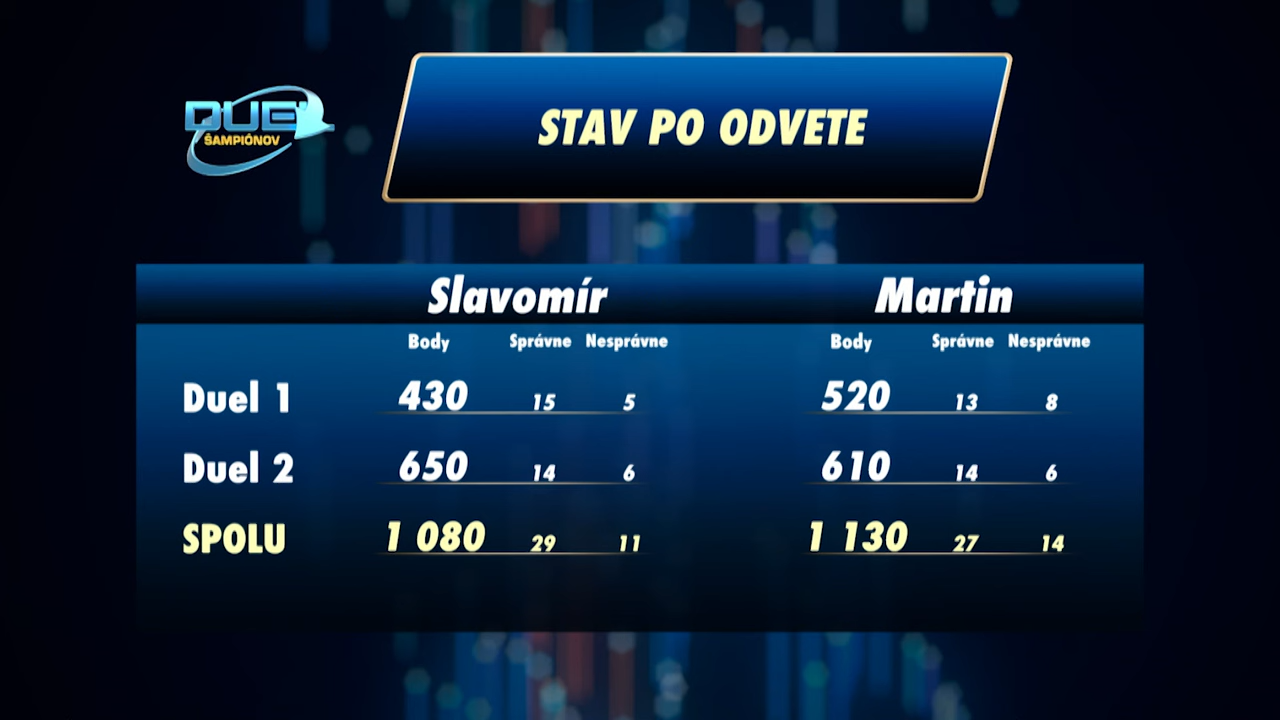 DUEL
ŠAMPIÓNOV
STAV PO ODVETE
Slavomír Martin
Body Správne Nesprávne Body Správne Nesprávne
Duel 1 430 15 5 520 13 8
Duel 2 650 14 6 610 14 6
SPOLU 1 080 29 11 1 130 27 14